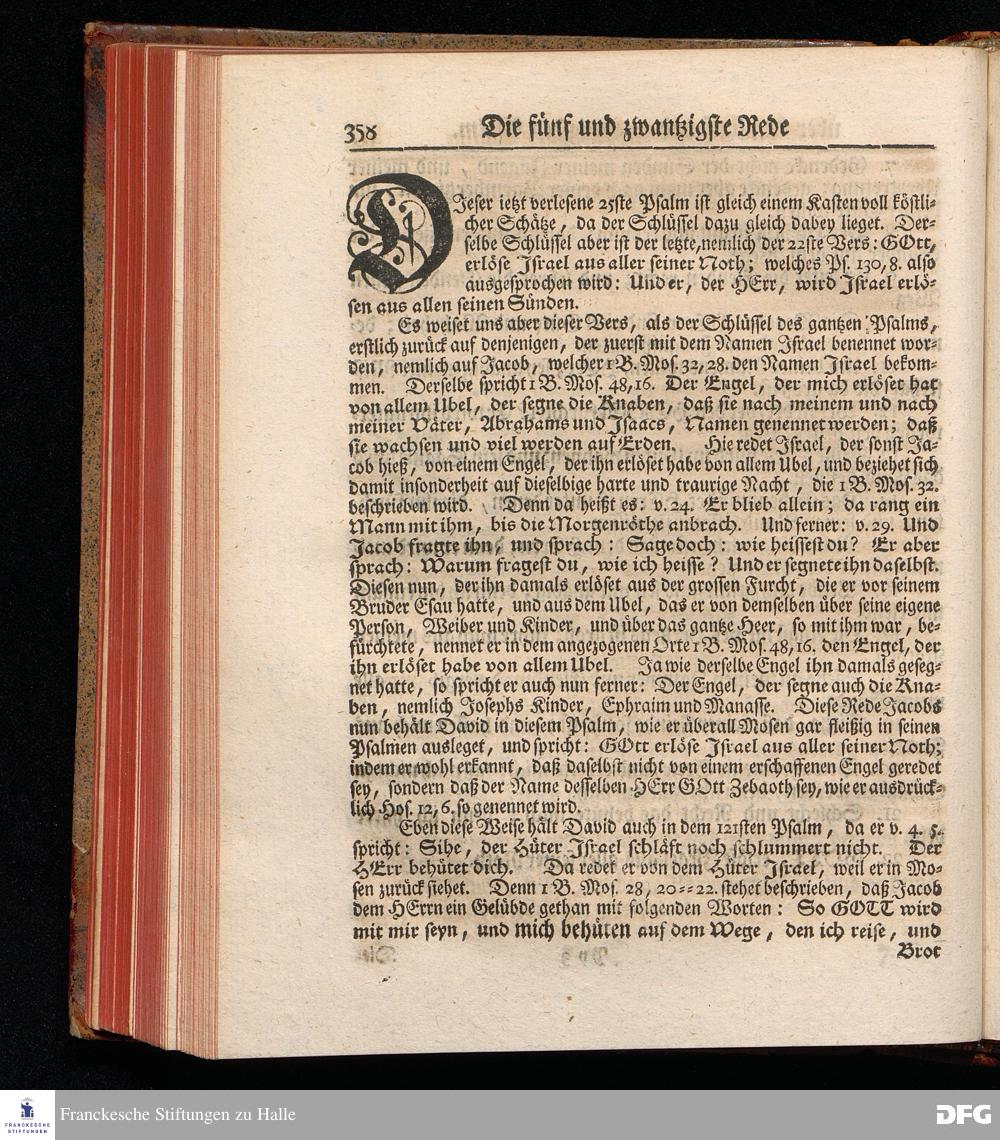 358 Die fünf und zwantzigste Rede
DIeser ietzt verlesene 25ste Psalm ist gleich einem Kasten voll köstli-
cher Schätze, da der Schlüssel dazu gleich dabey lieget. Der-
selbe Schlüssel aber ist der letzte, nemlich der 22ste Vers: GOtt,
erlöse Israel aus aller seiner Noth; welches Ps. 130, 8. also
ausgesprochen wird: Und er, der HErr, wird Israel erlö-
sen aus allen seinen Sünden.
Es weiset uns aber dieser Vers, als der Schlüssel des gantzen Psalms,
erstlich zurück auf denjenigen, der zuerst mit dem Namen Israel benennet wor-
den, nemlich auf Jacob, welcher 1 B. Mos. 32, 28. den Namen Israel bekom-
men. Derselbe spricht 1 B. Mos. 48, 16. Der Engel, der mich erlöset hat
von allem Ubel, der segne die Knaben, daß sie nach meinem und nach
meiner Väter, Abrahams und Isaacs, Namen genennet werden; daß
sie wachsen und viel werden auf Erden. Hie redet Israel, der sonst Ja-
cob hieß, von einem Engel, der ihn erlöset habe von allem Ubel, und beziehet sich
damit insonderheit auf dieselbige harte und traurige Nacht, die 1 B. Mos. 32.
beschrieben wird. Denn da heißt es: v. 24. Er blieb allein; da rang ein
Mann mit ihm, bis die Morgenröthe anbrach. Und ferner: v. 29. Und
Jacob fragte ihn, und sprach: Sage doch: wie heissest du? Er aber
sprach: Warum fragest du, wie ich heisse? Und er segnete ihn daselbst.
Diesen nun, der ihn damals erlöset aus der grossen Furcht, die er vor seinem
Bruder Esau hatte, und aus dem Ubel, das er von demselben über seine eigene
Person, Weiber und Kinder, und über das gantze Heer, so mit ihm war, be-
fürchtete, nennet er in dem angezogenen Orte 1 B. Mos. 48, 16. den Engel, der
ihn erlöset habe von allem Ubel. Ja wie derselbe Engel ihn damals geseg-
net hatte, so spricht er auch nun ferner: Der Engel, der segne auch die Kna-
ben, nemlich Josephs Kinder, Ephraim und Manasse. Diese Rede Jacobs
nun behält David in diesem Psalm, wie er überall Mosen gar fleißig in seinen
Psalmen ausleget, und spricht: GOtt erlöse Israel aus aller seiner Noth;
indem er wohl erkannt, daß daselbst nicht von einem erschaffenen Engel geredet
sey, sondern daß der Name desselben HErr GOtt Zebaoth sey, wie er ausdrück-
lich Hos. 12, 6. so genennet wird.
Eben diese Weise hält David auch in dem 121sten Psalm, da er v. 4. 5.
spricht: Sihe, der Hüter Israel schläft noch schlummert nicht. Der
HErr behütet dich. Da redet er von dem Hüter Israel, weil er in Mo-
sen zurück siehet. Denn 1 B. Mos. 28, 20=22. stehet beschrieben, daß Jacob
dem HErrn ein Gelübde gethan mit folgenden Worten: So GOTT wird
mit mir seyn, und mich behüten auf dem Wege, den ich reise, und
Brot
FRANCKESCHE
STIFTUNGEN
Franckesche Stiftungen zu Halle
DFG